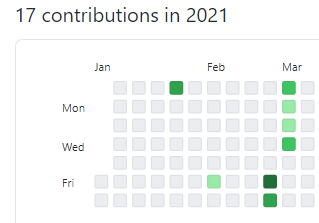 17 contributions in 2021
Jan Feb Mar
Mon
Wed
Fri